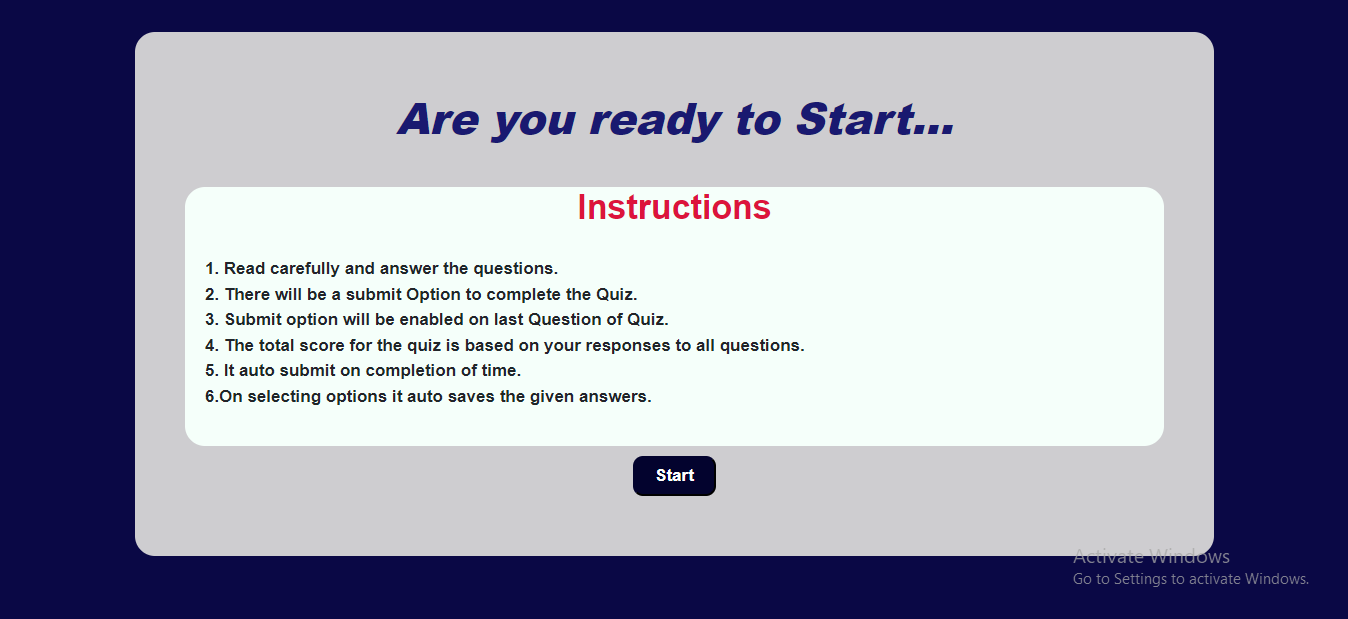 Are you ready to Start...
Instructions
1. Read carefully and answer the questions.
2. There will be a submit Option to complete the Quiz.
3. Submit option will be enabled on last Question of Quiz.
4. The total score for the quiz is based on your responses to all questions.
5. It auto submit on completion of time.
6.On selecting options it auto saves the given answers.
Start
Activate Windows
Go to Settings to activate Windows.